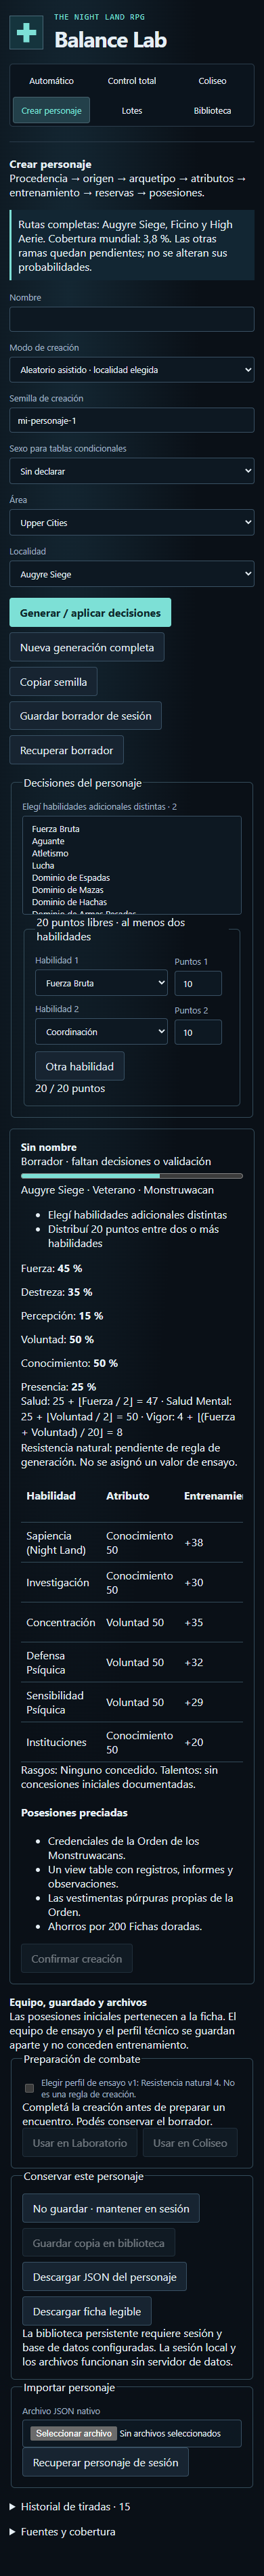 THE NIGHT LAND RPG
Balance Lab
Automático
Control total
Coliseo
Crear personaje
Lotes
Biblioteca
Crear personaje
Procedencia → origen → arquetipo → atributos →
entrenamiento → reservas → posesiones.
Rutas completas: Augyre Siege, Ficino y High
Aerie. Cobertura mundial: 3,8 %. Las otras
ramas quedan pendientes; no se alteran sus
probabilidades.
Nombre
Modo de creación
Aleatorio asistido · localidad elegida
Semilla de creación
mi-personaje-1
Sexo para tablas condicionales
Sin declarar
Área
Upper Cities
Localidad
Augyre Siege
Generar / aplicar decisiones
Nueva generación completa
Copiar semilla
Guardar borrador de sesión
Recuperar borrador
Decisiones del personaje
Elegí habilidades adicionales distintas · 2
Fuerza Bruta
Aguante
Atletismo
Lucha
Dominio de Espadas
Dominio de Mazas
Dominio de Hachas
Dominio de Armas Pesadas
20 puntos libres · al menos dos
habilidades
Habilidad 1
Puntos 1
Fuerza Bruta
10
Habilidad 2
Puntos 2
Coordinación
10
Otra habilidad
20 / 20 puntos
Sin nombre
Borrador · faltan decisiones o validación
Augyre Siege · Veterano · Monstruwacan
• Elegí habilidades adicionales distintas
• Distribuí 20 puntos entre dos o más
habilidades
Fuerza: 45 %
Destreza: 35 %
Percepción: 15 %
Voluntad: 50 %
Conocimiento: 50 %
Presencia: 25 %
Salud: 25 + ⌊Fuerza / 2⌋ = 47 · Salud Mental:
25 + ⌊Voluntad / 2⌋ = 50 · Vigor: 4 + ⌊(Fuerza
+ Voluntad) / 20⌋ = 8
Resistencia natural: pendiente de regla de
generación. No se asignó un valor de ensayo.
Habilidad Atributo Entrenamie
Sapiencia (Night Land) Conocimiento 50 +38
Investigación Conocimiento 50 +30
Concentración Voluntad 50 +35
Defensa Psíquica Voluntad 50 +32
Sensibilidad Psíquica Voluntad 50 +29
Instituciones Conocimiento 50 +20
Rasgos: Ninguno concedido. Talentos: sin
concesiones iniciales documentadas.
Posesiones preciadas
• Credenciales de la Orden de los
Monstruwacans.
• Un view table con registros, informes y
observaciones.
• Las vestimentas púrpuras propias de la
Orden.
• Ahorros por 200 Fichas doradas.
Confirmar creación
Equipo, guardado y archivos
Las posesiones iniciales pertenecen a la ficha. El
equipo de ensayo y el perfil técnico se guardan
aparte y no conceden entrenamiento.
Preparación de combate
Elegir perfil de ensayo v1: Resistencia natural 4. No
es una regla de creación.
Completá la creación antes de preparar un
encuentro. Podés conservar el borrador.
Usar en Laboratorio
Usar en Coliseo
Conservar este personaje
No guardar · mantener en sesión
Guardar copia en biblioteca
Descargar JSON del personaje
Descargar ficha legible
La biblioteca persistente requiere sesión y
base de datos configuradas. La sesión local y
los archivos funcionan sin servidor de datos.
Importar personaje
Archivo JSON nativo
Seleccionar archivo Sin archivos seleccionados
Recuperar personaje de sesión
Historial de tiradas · 15
Fuentes y cobertura